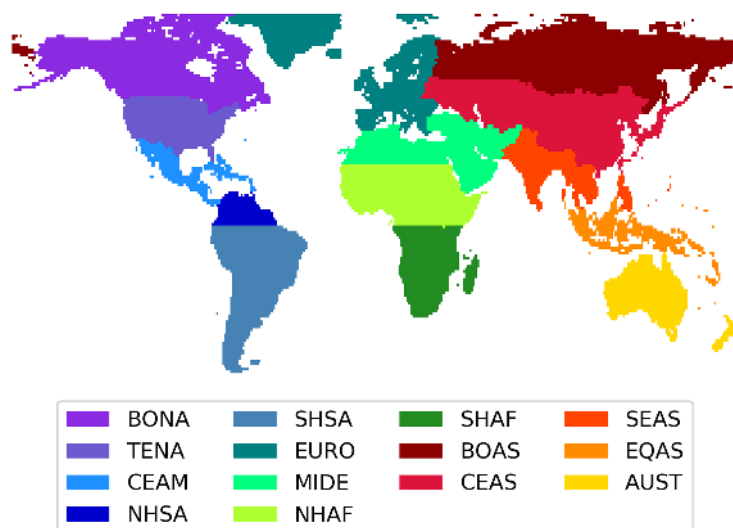 BONA SHSA SHAF SEAS
TENA EURO BOAS EQAS
CEAM MIDE CEAS AUST
NHSA NHAF